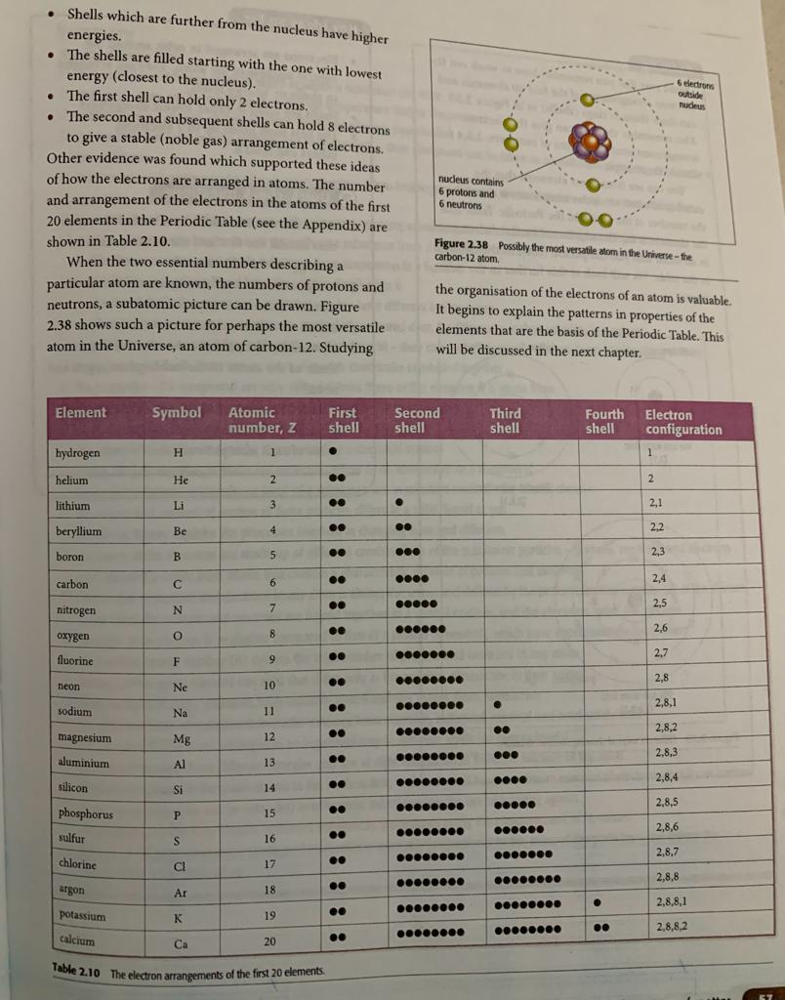 • Shells which are further from the nucleus have higher
energies.
• The shells are filled starting with the one with lowest
energy (closest to the nucleus).
• The first shell can hold only 2 electrons.
• The second and subsequent shells can hold 8 electrons
to give a stable (noble gas) arrangement of electrons.
Other evidence was found which supported these ideas
of how the electrons are arranged in atoms. The number
and arrangement of the electrons in the atoms of the first
20 elements in the Periodic Table (see the Appendix) are
shown in Table 2.10.
When the two essential numbers describing a
particular atom are known, the numbers of protons and
neutrons, a subatomic picture can be drawn. Figure
2.38 shows such a picture for perhaps the most versatile
atom in the Universe, an atom of carbon-12. Studying
6 electrons
outside
nucleus
nucleus contains
6 protons and
6 neutrons
Figure 2.38 Possibly the most versatile atom in the Universe – the
carbon-12 atom.
the organisation of the electrons of an atom is valuable.
It begins to explain the patterns in properties of the
elements that are the basis of the Periodic Table. This
will be discussed in the next chapter.
Element Symbol Atomic number, Z First shell Second shell Third shell Fourth shell Electron configuration
hydrogen H 1 • 1
helium He 2 •• 2
lithium Li 3 •• • 2,1
beryllium Be 4 •• •• 2,2
boron B 5 •• ••• 2,3
carbon C 6 •• •••• 2,4
nitrogen N 7 •• ••••• 2,5
oxygen O 8 •• •••••• 2,6
fluorine F 9 •• ••••••• 2,7
neon Ne 10 •• •••••••• 2,8
sodium Na 11 •• •••••••• • 2,8,1
magnesium Mg 12 •• •••••••• •• 2,8,2
aluminium Al 13 •• •••••••• ••• 2,8,3
silicon Si 14 •• •••••••• •••• 2,8,4
phosphorus P 15 •• •••••••• ••••• 2,8,5
sulfur S 16 •• •••••••• •••••• 2,8,6
chlorine Cl 17 •• •••••••• ••••••• 2,8,7
argon Ar 18 •• •••••••• •••••••• 2,8,8
potassium K 19 •• •••••••• •••••••• • 2,8,8,1
calcium Ca 20 •• •••••••• •••••••• •• 2,8,8,2
Table 2.10 The electron arrangements of the first 20 elements.
57